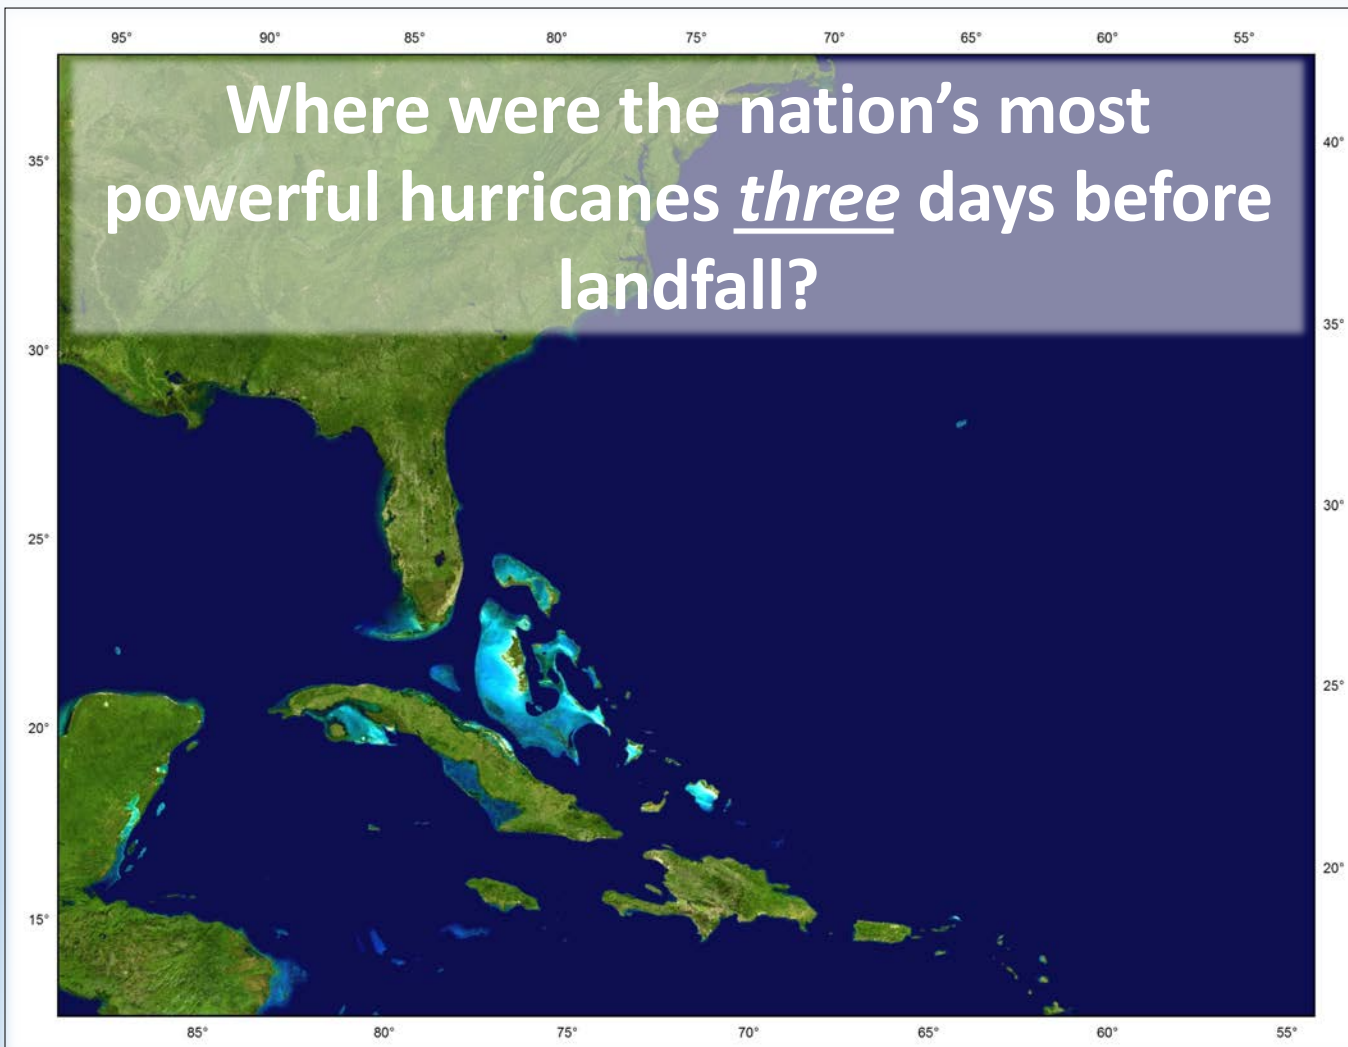 95° 90° 85° 80° 75° 70° 65° 60° 55°
Where were the nation’s most
powerful hurricanes three days before
landfall?
40°
35°
35°
30°
30°
25°
25°
20°
20°
15°
85° 80° 75° 70° 65° 60° 55°